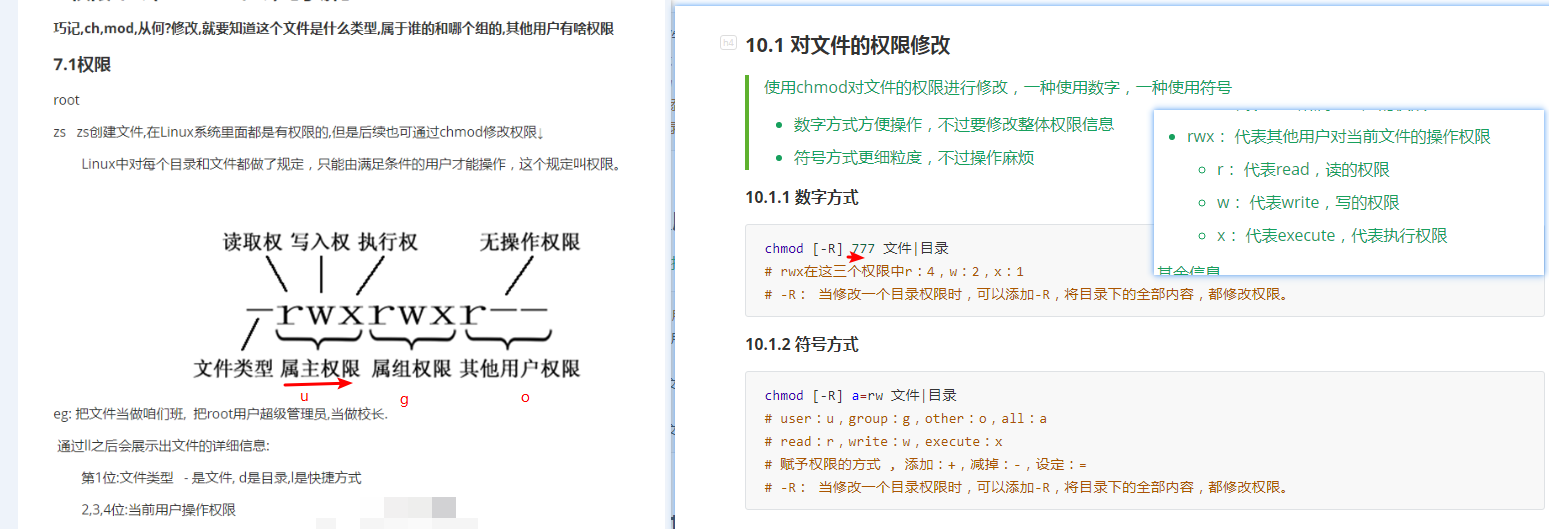 巧记,ch,mod,从何?修改,就要知道这个文件是什么类型,属于谁的和哪个组的,其他用户有啥权限
7.1权限
root
zs zs创建文件,在Linux系统里面都是有权限的,但是后续也可通过chmod修改权限↓
Linux中对每个目录和文件都做了规定，只能由满足条件的用户才能操作，这个规定叫权限。
读取权 写入权 执行权 无操作权限
—rwxrwxr——
文件类型 属主权限 属组权限 其他用户权限
u g o
eg: 把文件当做咱们班, 把root用户超级管理员,当做校长.
通过ll之后会展示出文件的详细信息:
第1位:文件类型 - 是文件, d是目录,l是快捷方式
2,3,4位:当前用户操作权限
h4
10.1 对文件的权限修改
使用chmod对文件的权限进行修改，一种使用数字，一种使用符号
数字方式方便操作，不过要修改整体权限信息
符号方式更细粒度，不过操作麻烦
rwx： 代表其他用户对当前文件的操作权限
r： 代表read，读的权限
w： 代表write，写的权限
x： 代表execute，代表执行权限
10.1.1 数字方式
chmod [-R] 777 文件|目录
# rwx在这三个权限中r：4，w：2，x：1
# -R： 当修改一个目录权限时，可以添加-R，将目录下的全部内容，都修改权限。
10.1.2 符号方式
chmod [-R] a=rw 文件|目录
# user：u，group：g，other：o，all：a
# read：r，write：w，execute：x
# 赋予权限的方式 ， 添加：+，减掉：-，设定：=
# -R： 当修改一个目录权限时，可以添加-R，将目录下的全部内容，都修改权限。